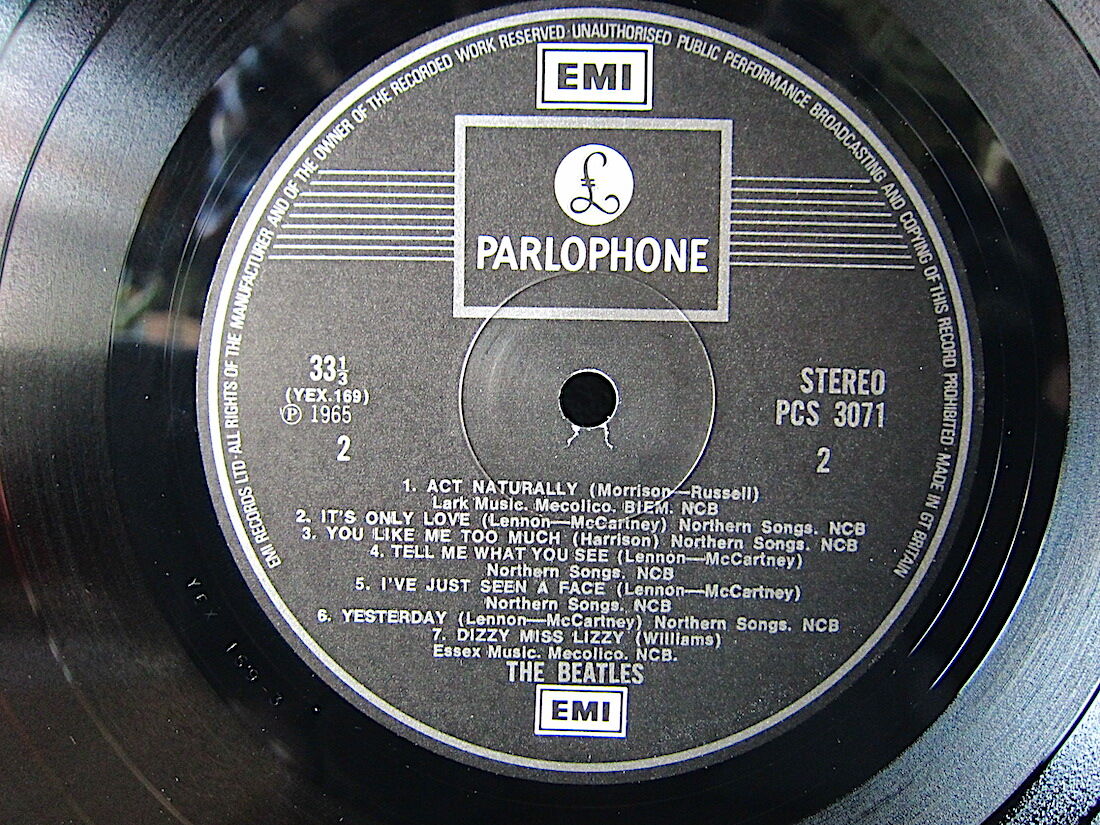 EMI RECORDS LTD · ALL RIGHTS OF THE MANUFACTURER AND OF THE OWNER OF THE RECORDED WORK RESERVED · UNAUTHORISED PUBLIC PERFORMANCE BROADCASTING AND COPYING OF THIS RECORD PROHIBITED · MADE IN GT BRITAIN
EMI
£
PARLOPHONE
33⅓
(YEX.169)
℗ 1965
2
STEREO
PCS 3071
2
1. ACT NATURALLY (Morrison—Russell)
Lark Music. Mecolico. BIEM. NCB
2. IT'S ONLY LOVE (Lennon—McCartney) Northern Songs. NCB
3. YOU LIKE ME TOO MUCH (Harrison) Northern Songs. NCB
4. TELL ME WHAT YOU SEE (Lennon—McCartney)
Northern Songs. NCB
5. I'VE JUST SEEN A FACE (Lennon—McCartney)
Northern Songs. NCB
6. YESTERDAY (Lennon—McCartney) Northern Songs. NCB
7. DIZZY MISS LIZZY (Williams)
Essex Music. Mecolico. NCB.
THE BEATLES
EMI
YEX 169-3